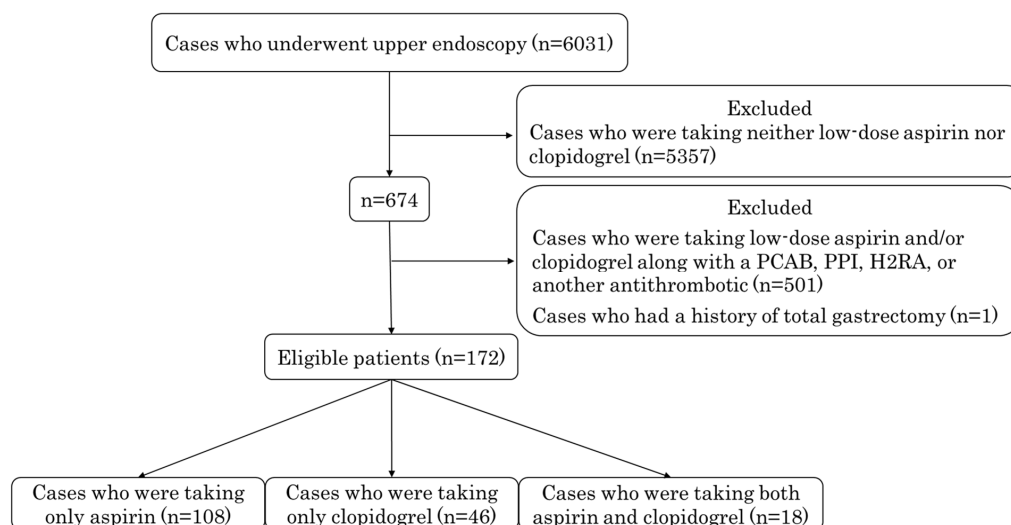 Cases who underwent upper endoscopy (n=6031)
Excluded
Cases who were taking neither low-dose aspirin nor
clopidogrel (n=5357)
n=674
Excluded
Cases who were taking low-dose aspirin and/or
clopidogrel along with a PCAB, PPI, H2RA, or
another antithrombotic (n=501)
Cases who had a history of total gastrectomy (n=1)
Eligible patients (n=172)
Cases who were taking
only aspirin (n=108)
Cases who were taking
only clopidogrel (n=46)
Cases who were taking both
aspirin and clopidogrel (n=18)